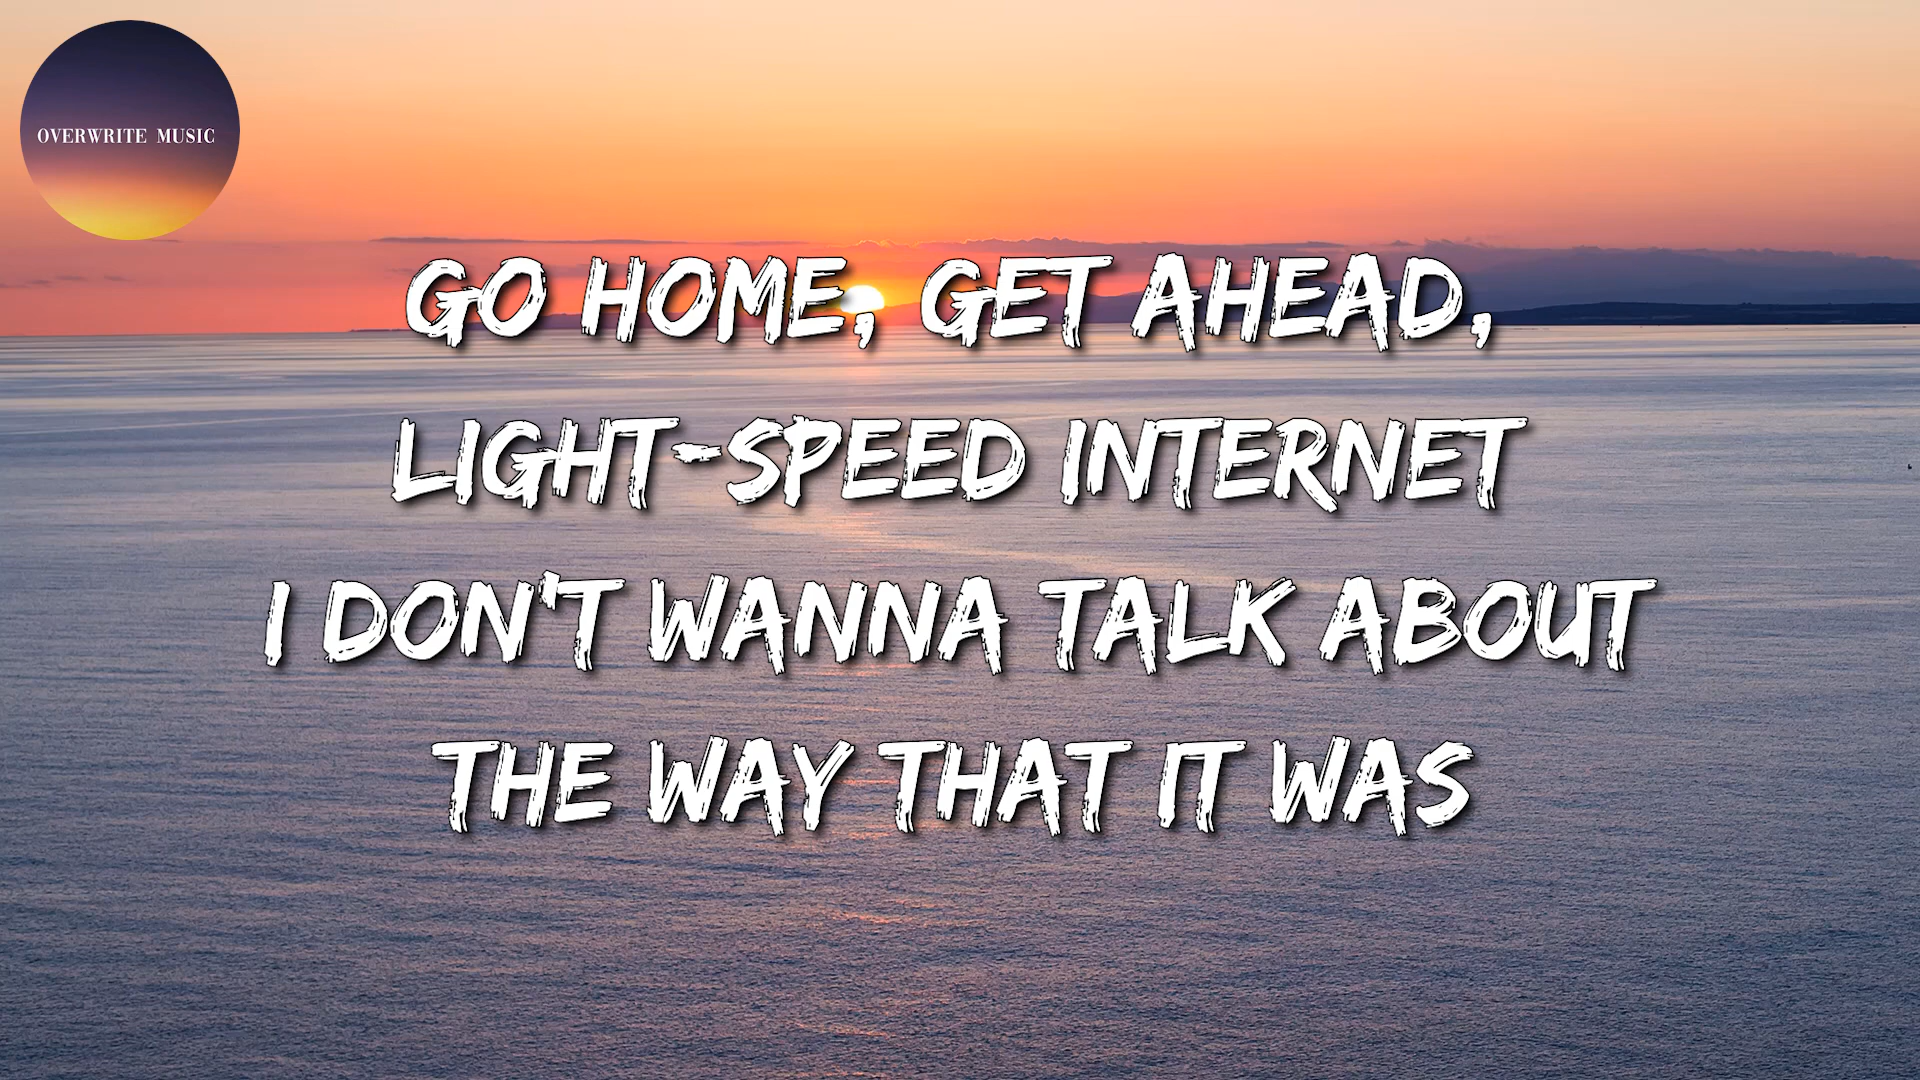 OVERWRITE MUSIC
GO HOME, GET AHEAD,
LIGHT-SPEED INTERNET
I DON'T WANNA TALK ABOUT
THE WAY THAT IT WAS